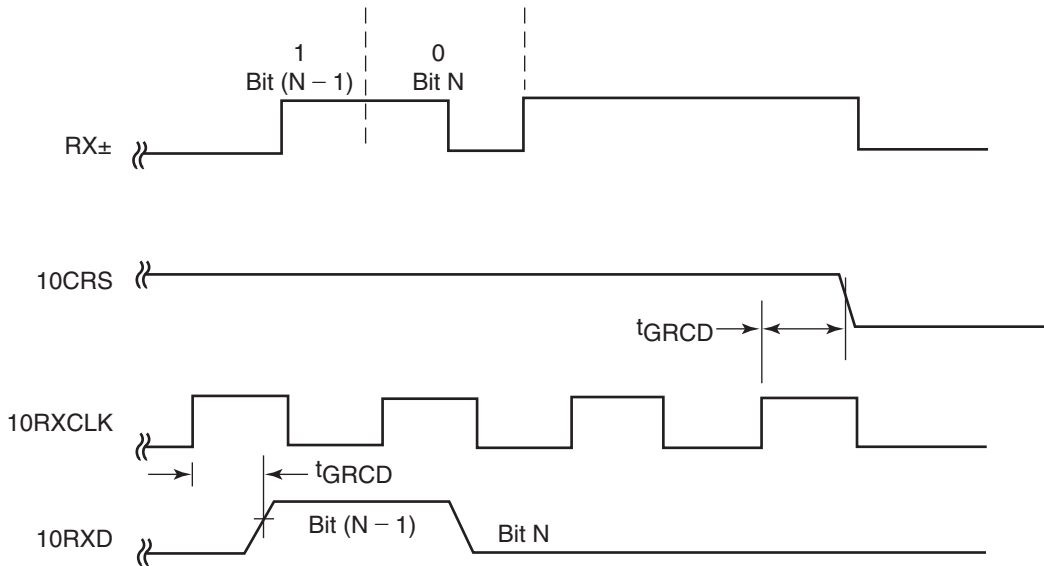 1
Bit (N – 1)
0
Bit N
RX±
10CRS
tGRCD
10RXCLK
tGRCD
10RXD
Bit (N – 1)
Bit N